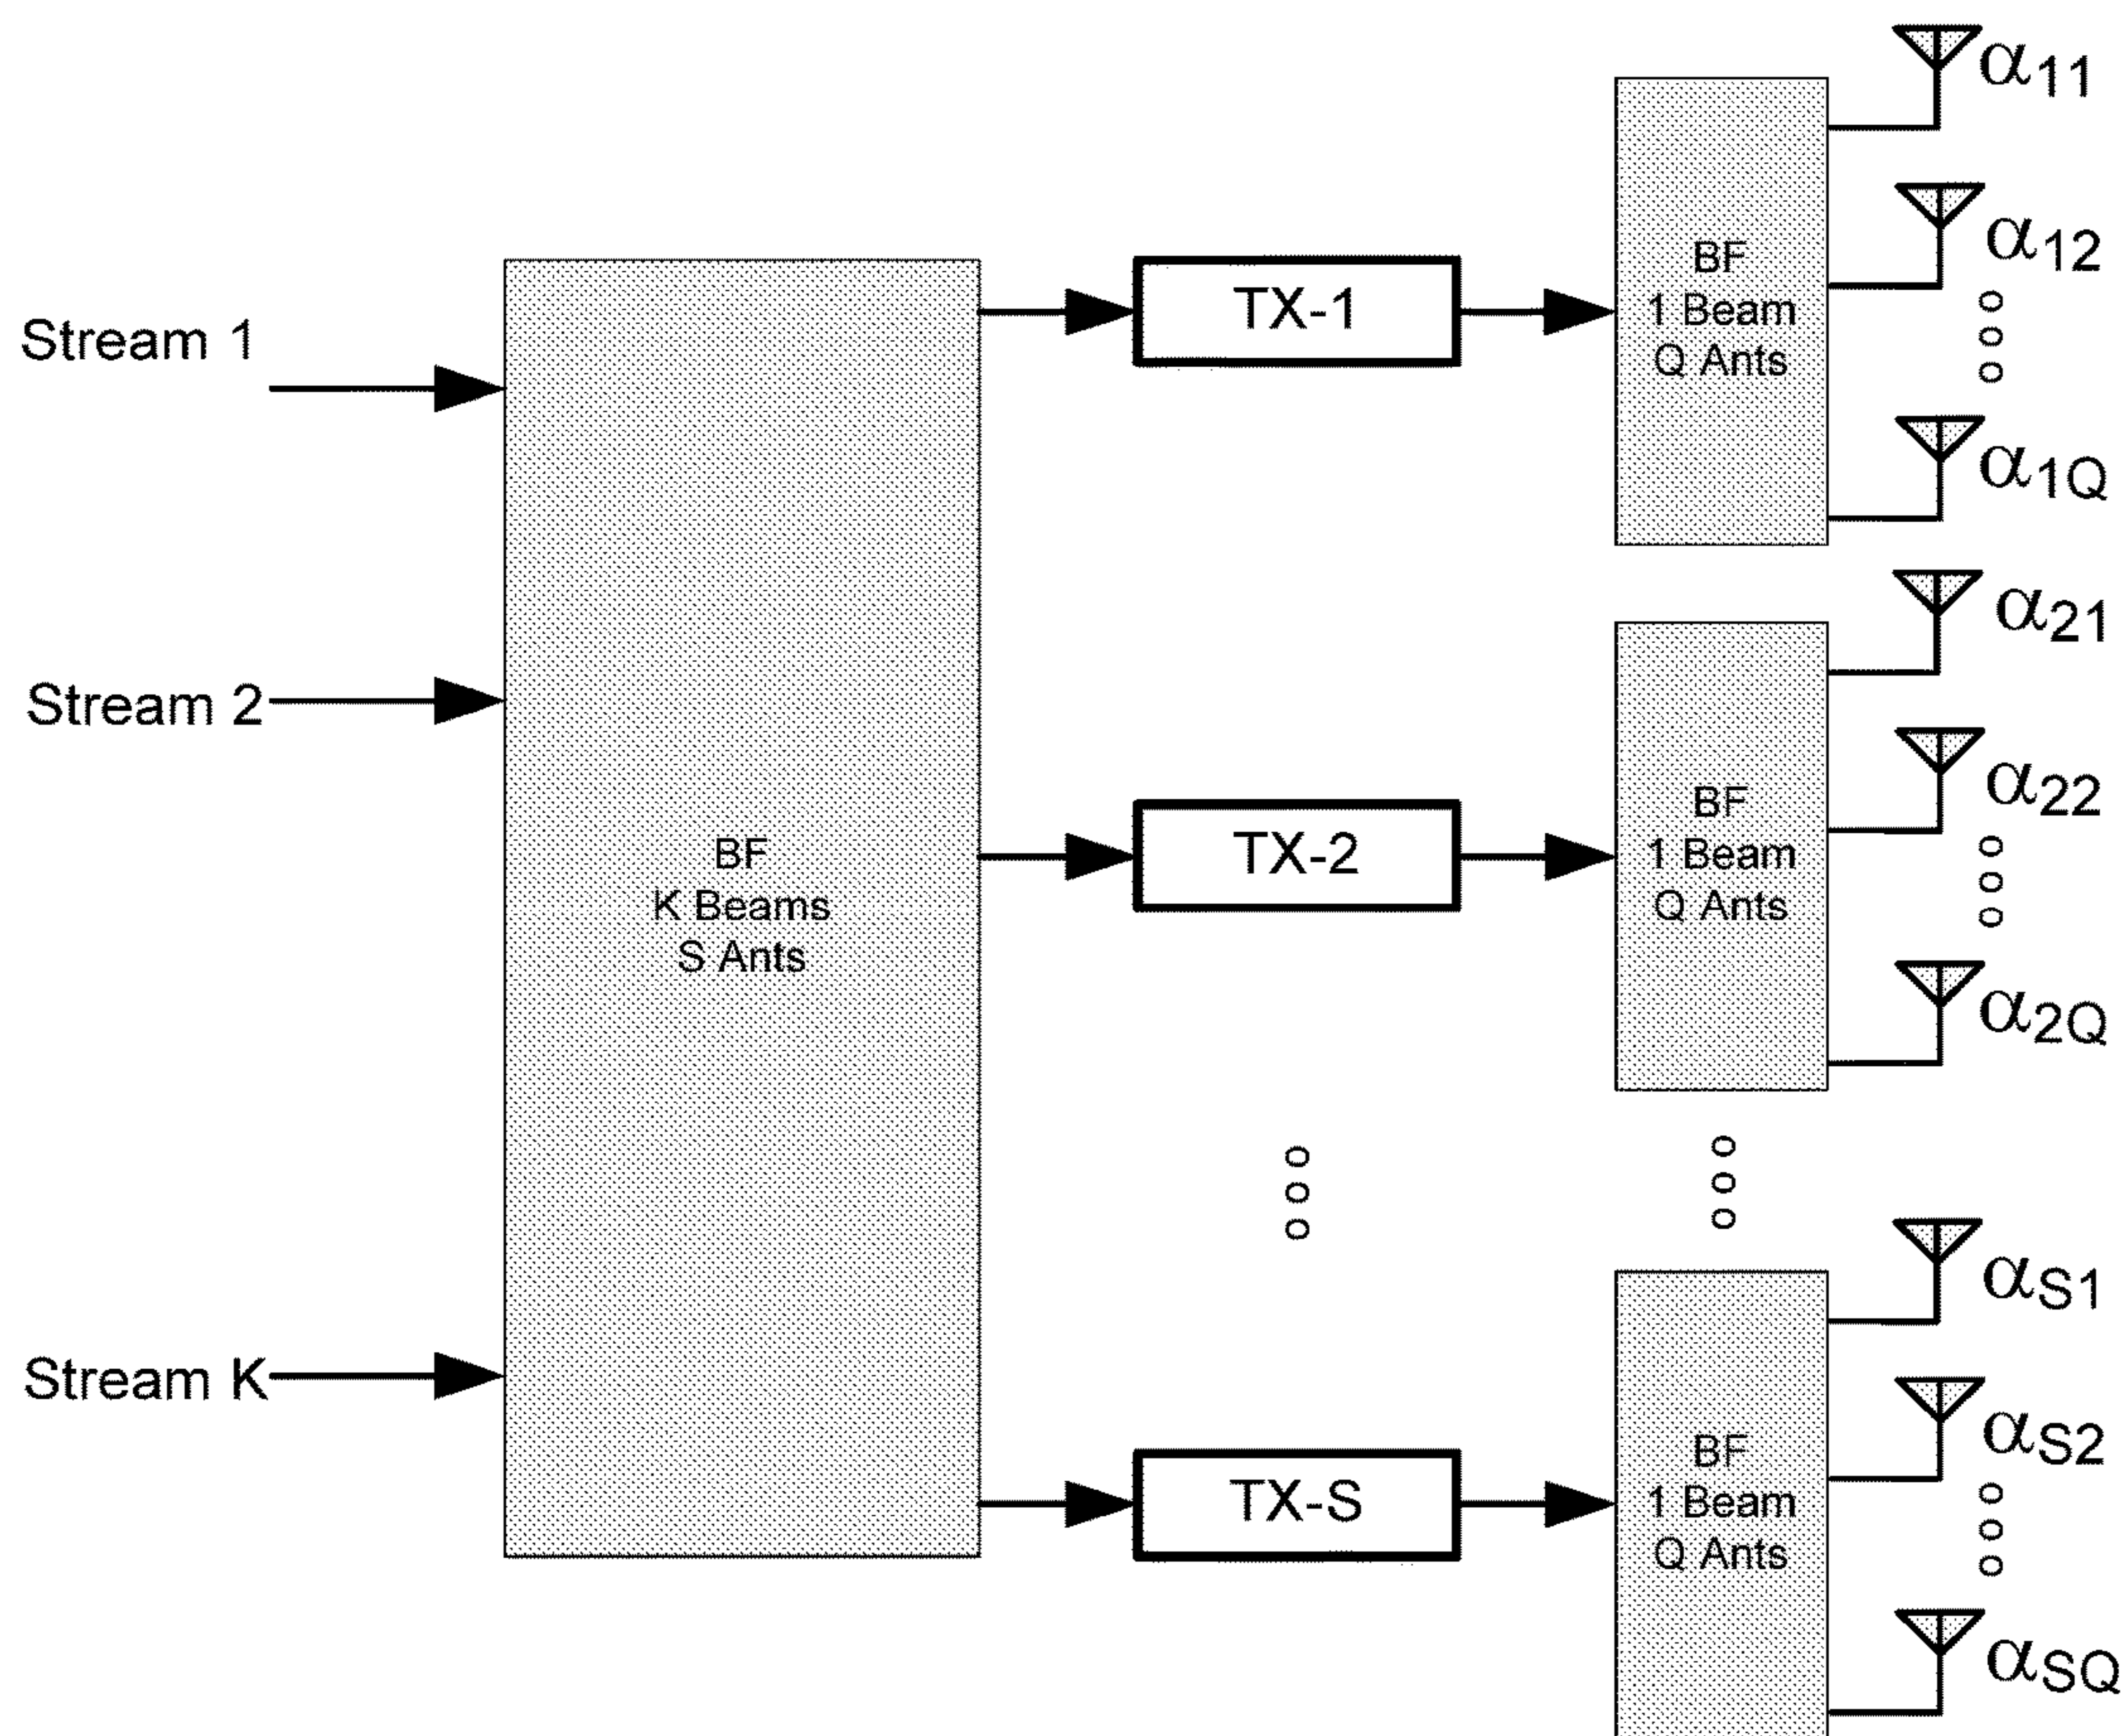 Stream 1
Stream 2
Stream K
BF
K Beams
S Ants
TX-1
TX-2
TX-S
BF
1 Beam
Q Ants
α11
α12
α1Q
BF
1 Beam
Q Ants
α21
α22
α2Q
BF
1 Beam
Q Ants
αS1
αS2
αSQ